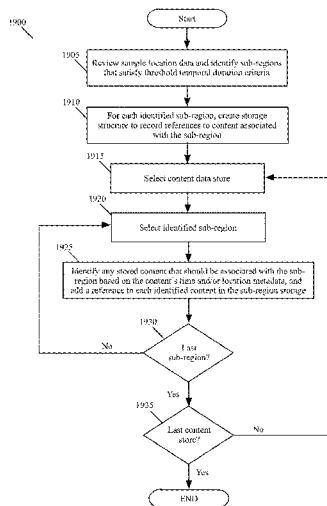 1900
Start
1905
Review sample location data and identify sub-regions
that satisfy threshold temporal duration criteria
1910
For each identified sub-region, create storage
structure to record references to content associated
with the sub-region
1915
Select content data store
1920
Select identified sub-region
1925
Identify any stored content that should be associated with the sub-
region based on the content's time and/or location metadata, and
add a reference to each identified content in the sub-region storage
1930
No
Last
sub-region?
Yes
1935
Last content
store?
No
Yes
END